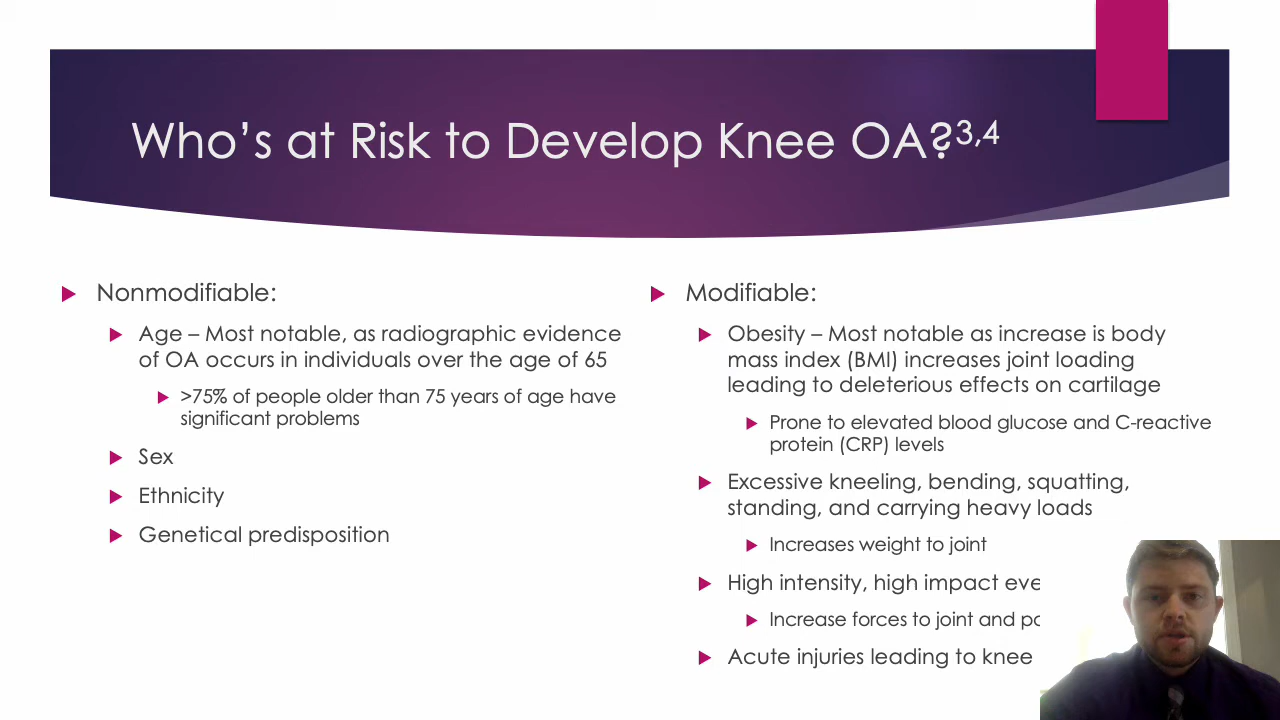 Who's at Risk to Develop Knee OA?3,4
Nonmodifiable:
Age – Most notable, as radiographic evidence
of OA occurs in individuals over the age of 65
>75% of people older than 75 years of age have
significant problems
Sex
Ethnicity
Genetical predisposition
Modifiable:
Obesity – Most notable as increase is body
mass index (BMI) increases joint loading
leading to deleterious effects on cartilage
Prone to elevated blood glucose and C-reactive
protein (CRP) levels
Excessive kneeling, bending, squatting,
standing, and carrying heavy loads
Increases weight to joint
High intensity, high impact
Increase forces to joint and
Acute injuries leading to knee